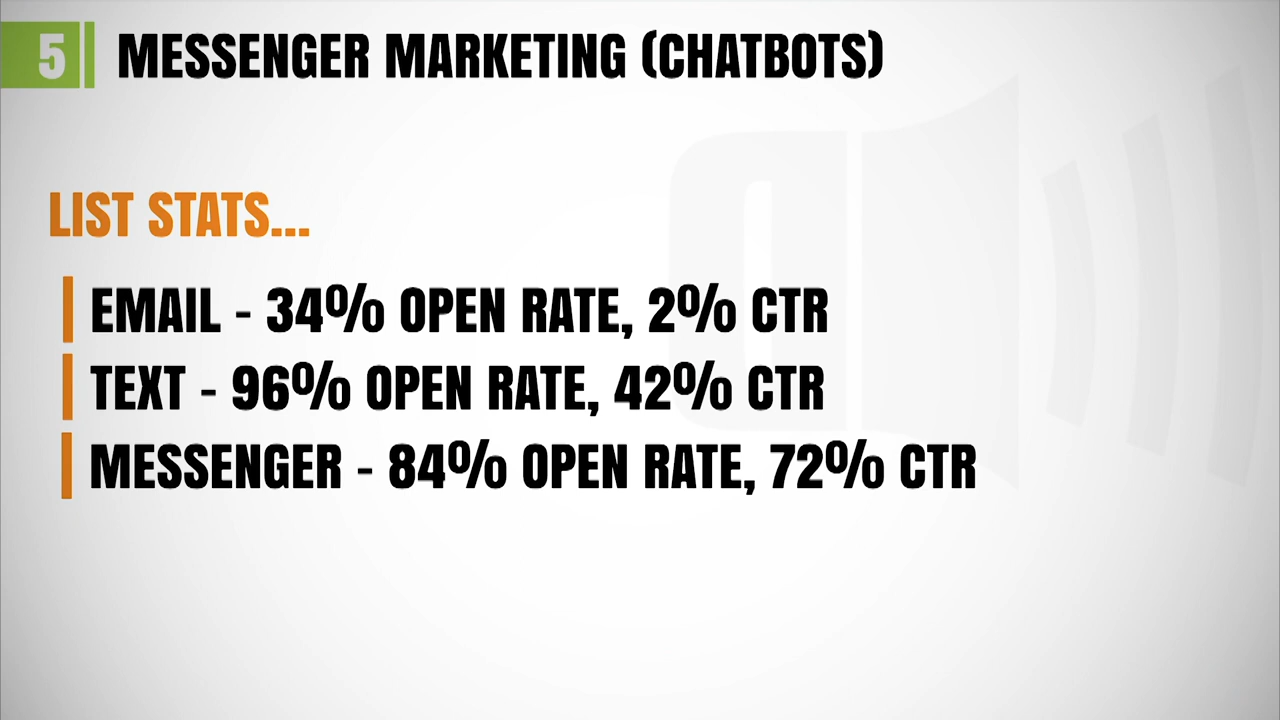 5 MESSENGER MARKETING (CHATBOTS)
LIST STATS...
EMAIL - 34% OPEN RATE, 2% CTR
TEXT - 96% OPEN RATE, 42% CTR
MESSENGER - 84% OPEN RATE, 72% CTR